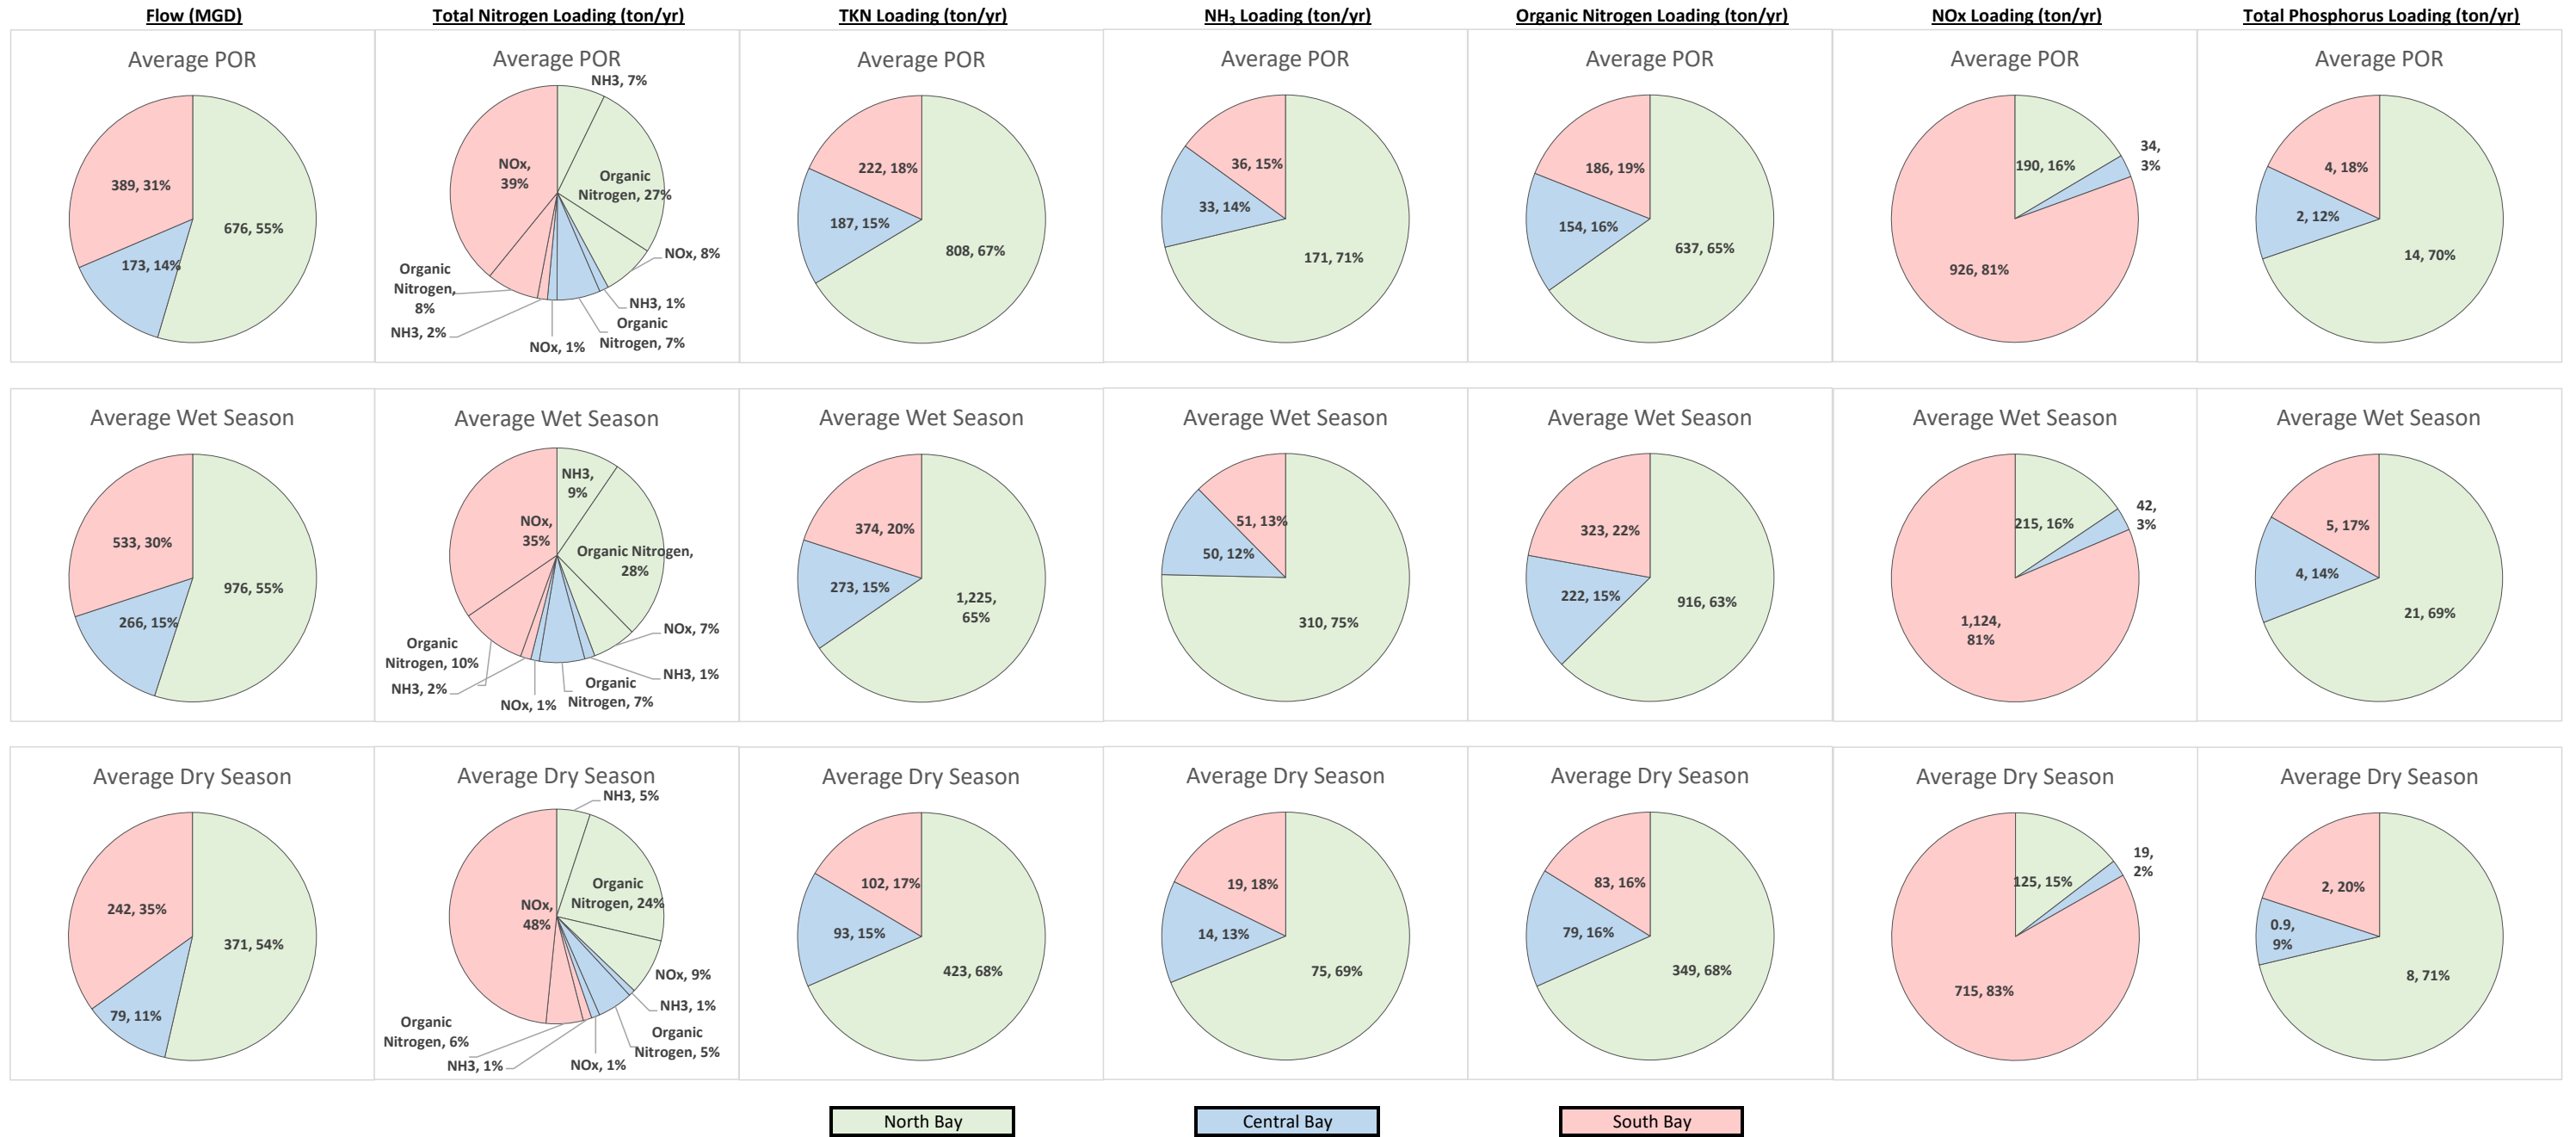 Flow (MGD)
Total Nitrogen Loading (ton/yr)
TKN Loading (ton/yr)
NH₃ Loading (ton/yr)
Organic Nitrogen Loading (ton/yr)
NOx Loading (ton/yr)
Total Phosphorus Loading (ton/yr)
Average POR
389, 31%
676, 55%
173, 14%
Average POR
NH3, 7%
NOx,
39%
Organic
Nitrogen, 27%
NOx, 8%
Organic
Nitrogen,
8%
NH3, 1%
NH3, 2%
Organic
Nitrogen, 7%
NOx, 1%
Average POR
222, 18%
187, 15%
808, 67%
Average POR
36, 15%
33, 14%
171, 71%
Average POR
186, 19%
154, 16%
637, 65%
Average POR
34,
3%
190, 16%
926, 81%
Average POR
4, 18%
2, 12%
14, 70%
Average Wet Season
533, 30%
976, 55%
266, 15%
Average Wet Season
NH3,
9%
NOx,
35%
Organic Nitrogen,
28%
NOx, 7%
Organic
Nitrogen, 10%
NH3, 1%
NH3, 2%
Organic
Nitrogen, 7%
NOx, 1%
Average Wet Season
374, 20%
273, 15%
1,225,
65%
Average Wet Season
51, 13%
50, 12%
310, 75%
Average Wet Season
323, 22%
222, 15%
916, 63%
Average Wet Season
42,
3%
215, 16%
1,124,
81%
Average Wet Season
5, 17%
4, 14%
21, 69%
Average Dry Season
242, 35%
371, 54%
79, 11%
Average Dry Season
NH3, 5%
Organic
Nitrogen, 24%
NOx,
48%
NOx, 9%
NH3, 1%
Organic
Nitrogen, 6%
Organic
Nitrogen, 5%
NH3, 1%
NOx, 1%
Average Dry Season
102, 17%
93, 15%
423, 68%
Average Dry Season
19, 18%
14, 13%
75, 69%
Average Dry Season
83, 16%
79, 16%
349, 68%
Average Dry Season
19,
2%
125, 15%
715, 83%
Average Dry Season
2, 20%
0.9,
9%
8, 71%
North Bay
Central Bay
South Bay